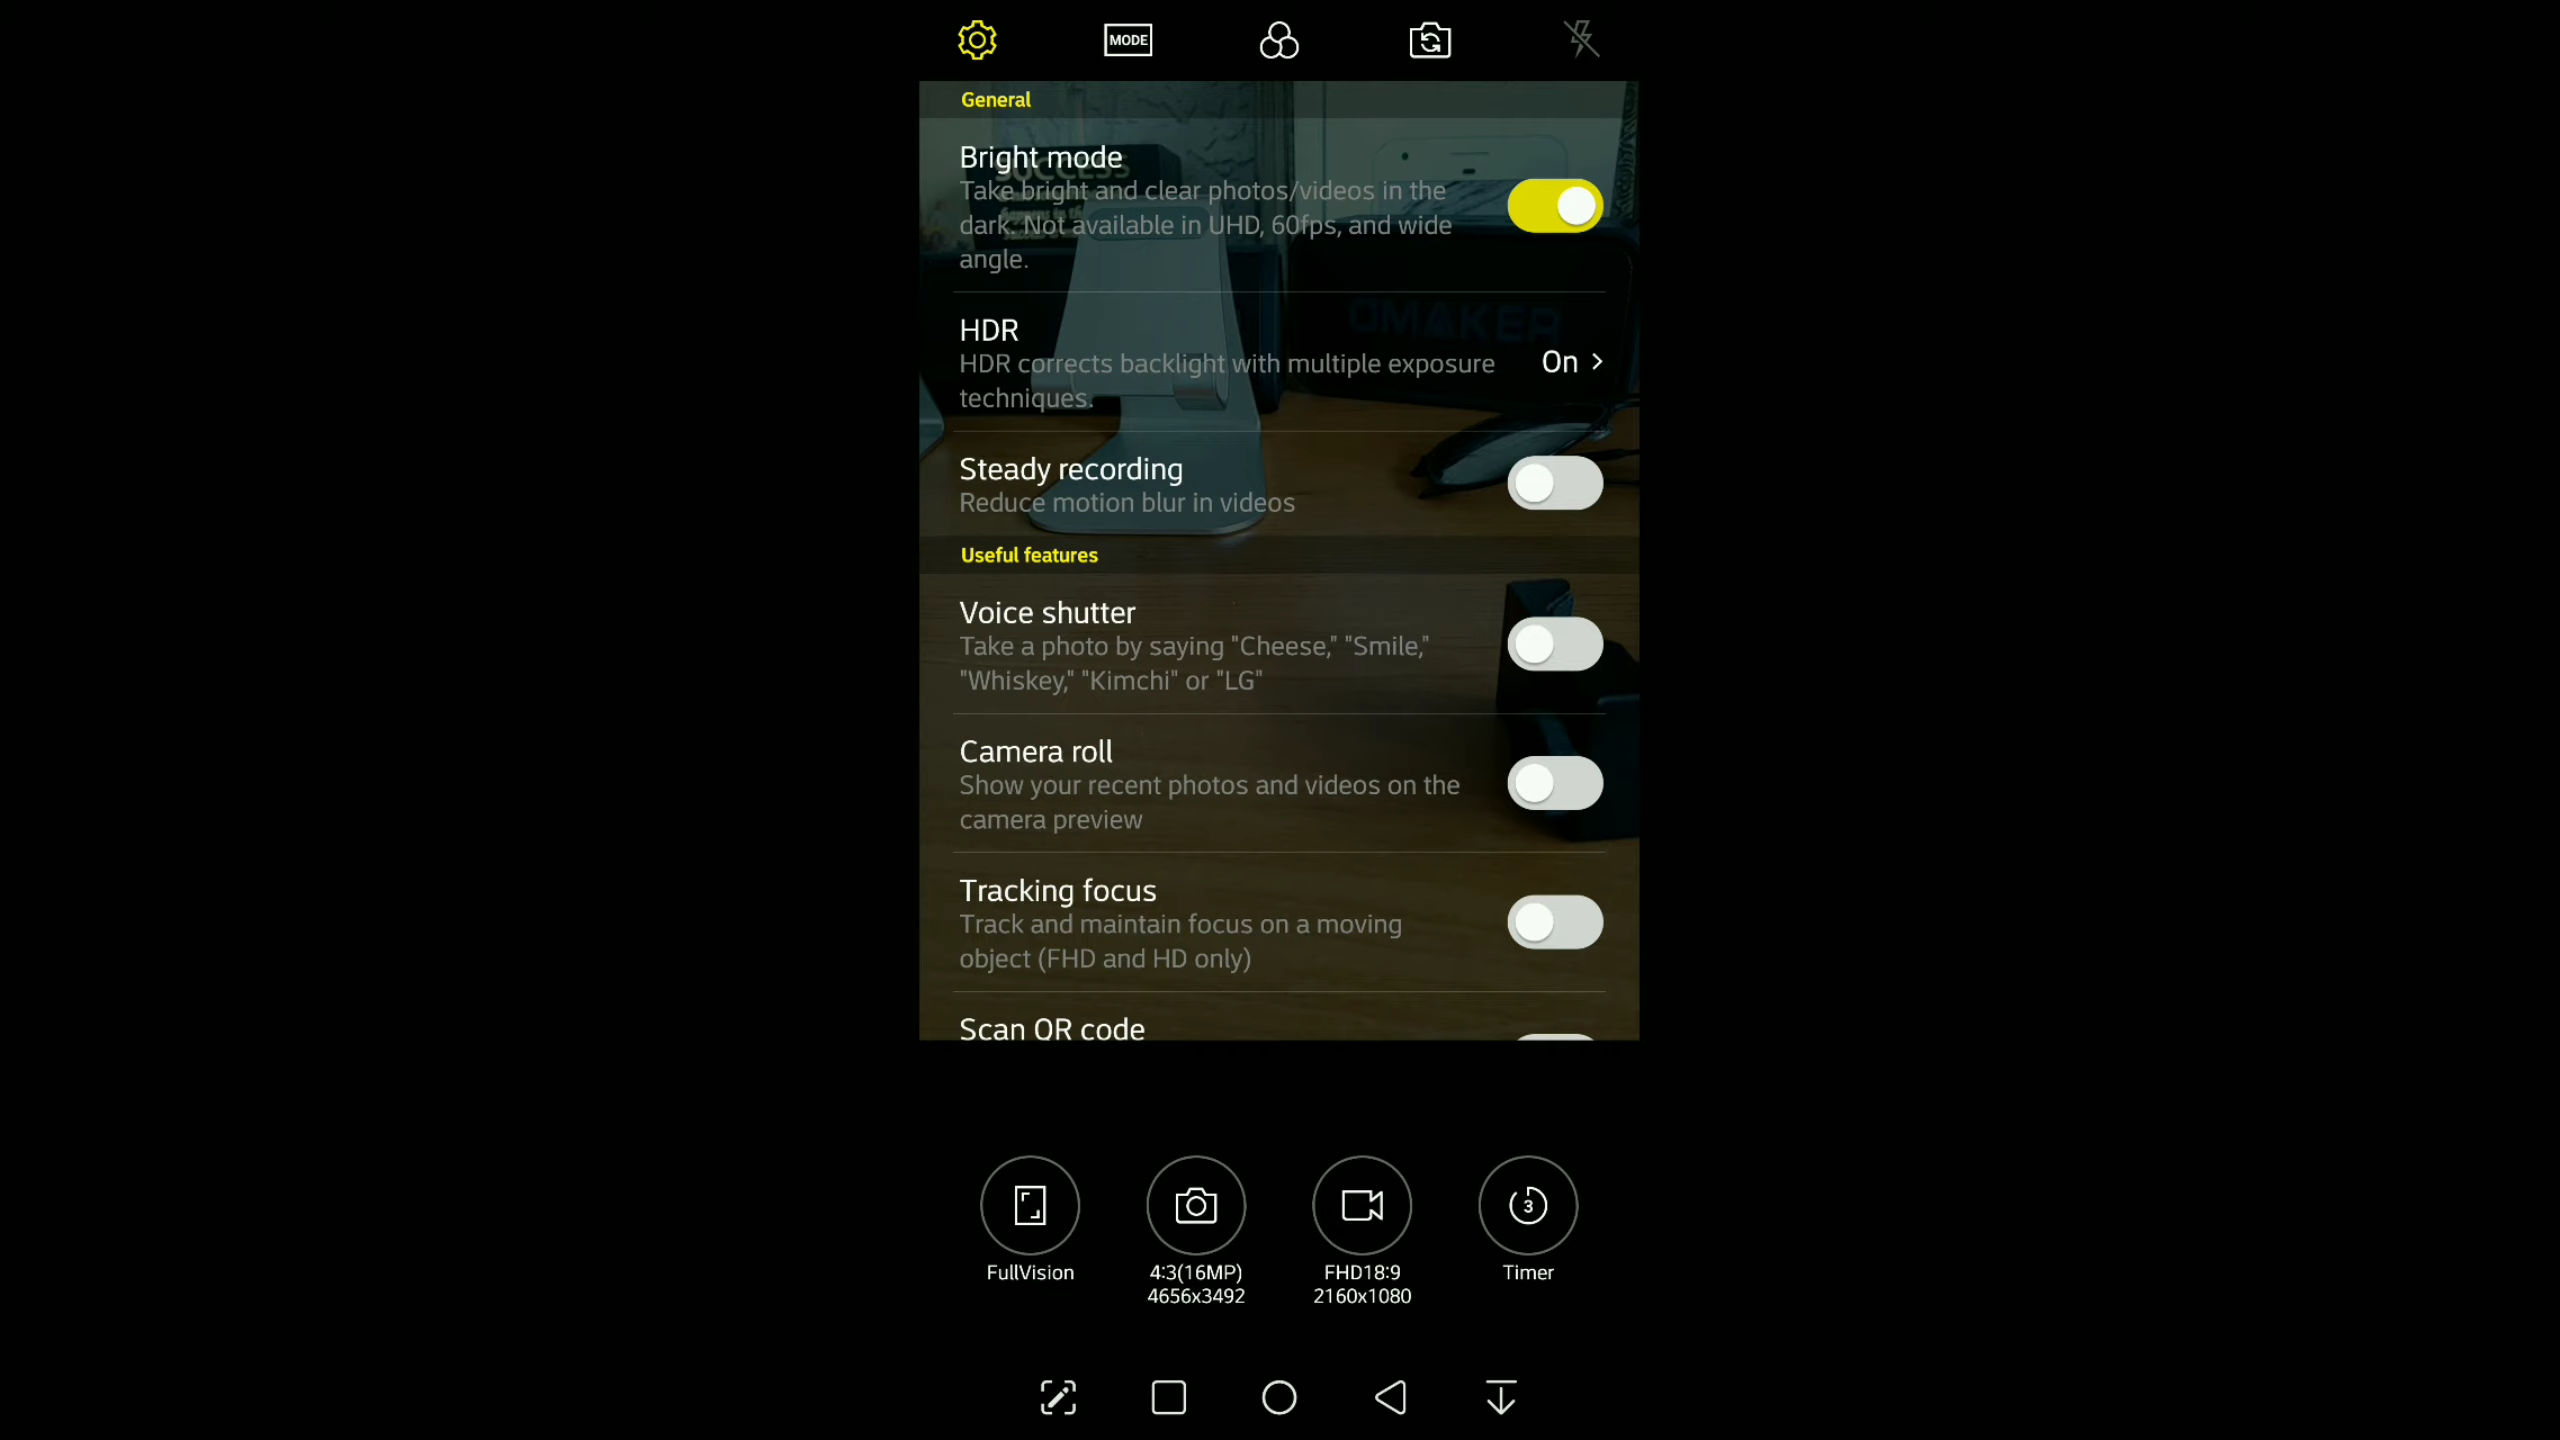 MODE
General
Bright mode
SUCCESS
Take bright and clear photos/videos in the
dark. Not available in UHD, 60fps, and wide
angle.
OMAKER
HDR
HDR corrects backlight with multiple exposure
techniques.
On
Steady recording
Reduce motion blur in videos
Useful features
Voice shutter
Take a photo by saying "Cheese," "Smile,"
"Whiskey," "Kimchi" or "LG"
Camera roll
Show your recent photos and videos on the
camera preview
Tracking focus
Track and maintain focus on a moving
object (FHD and HD only)
Scan QR code
3
FullVision
4:3(16MP)
4656x3492
FHD18:9
2160x1080
Timer